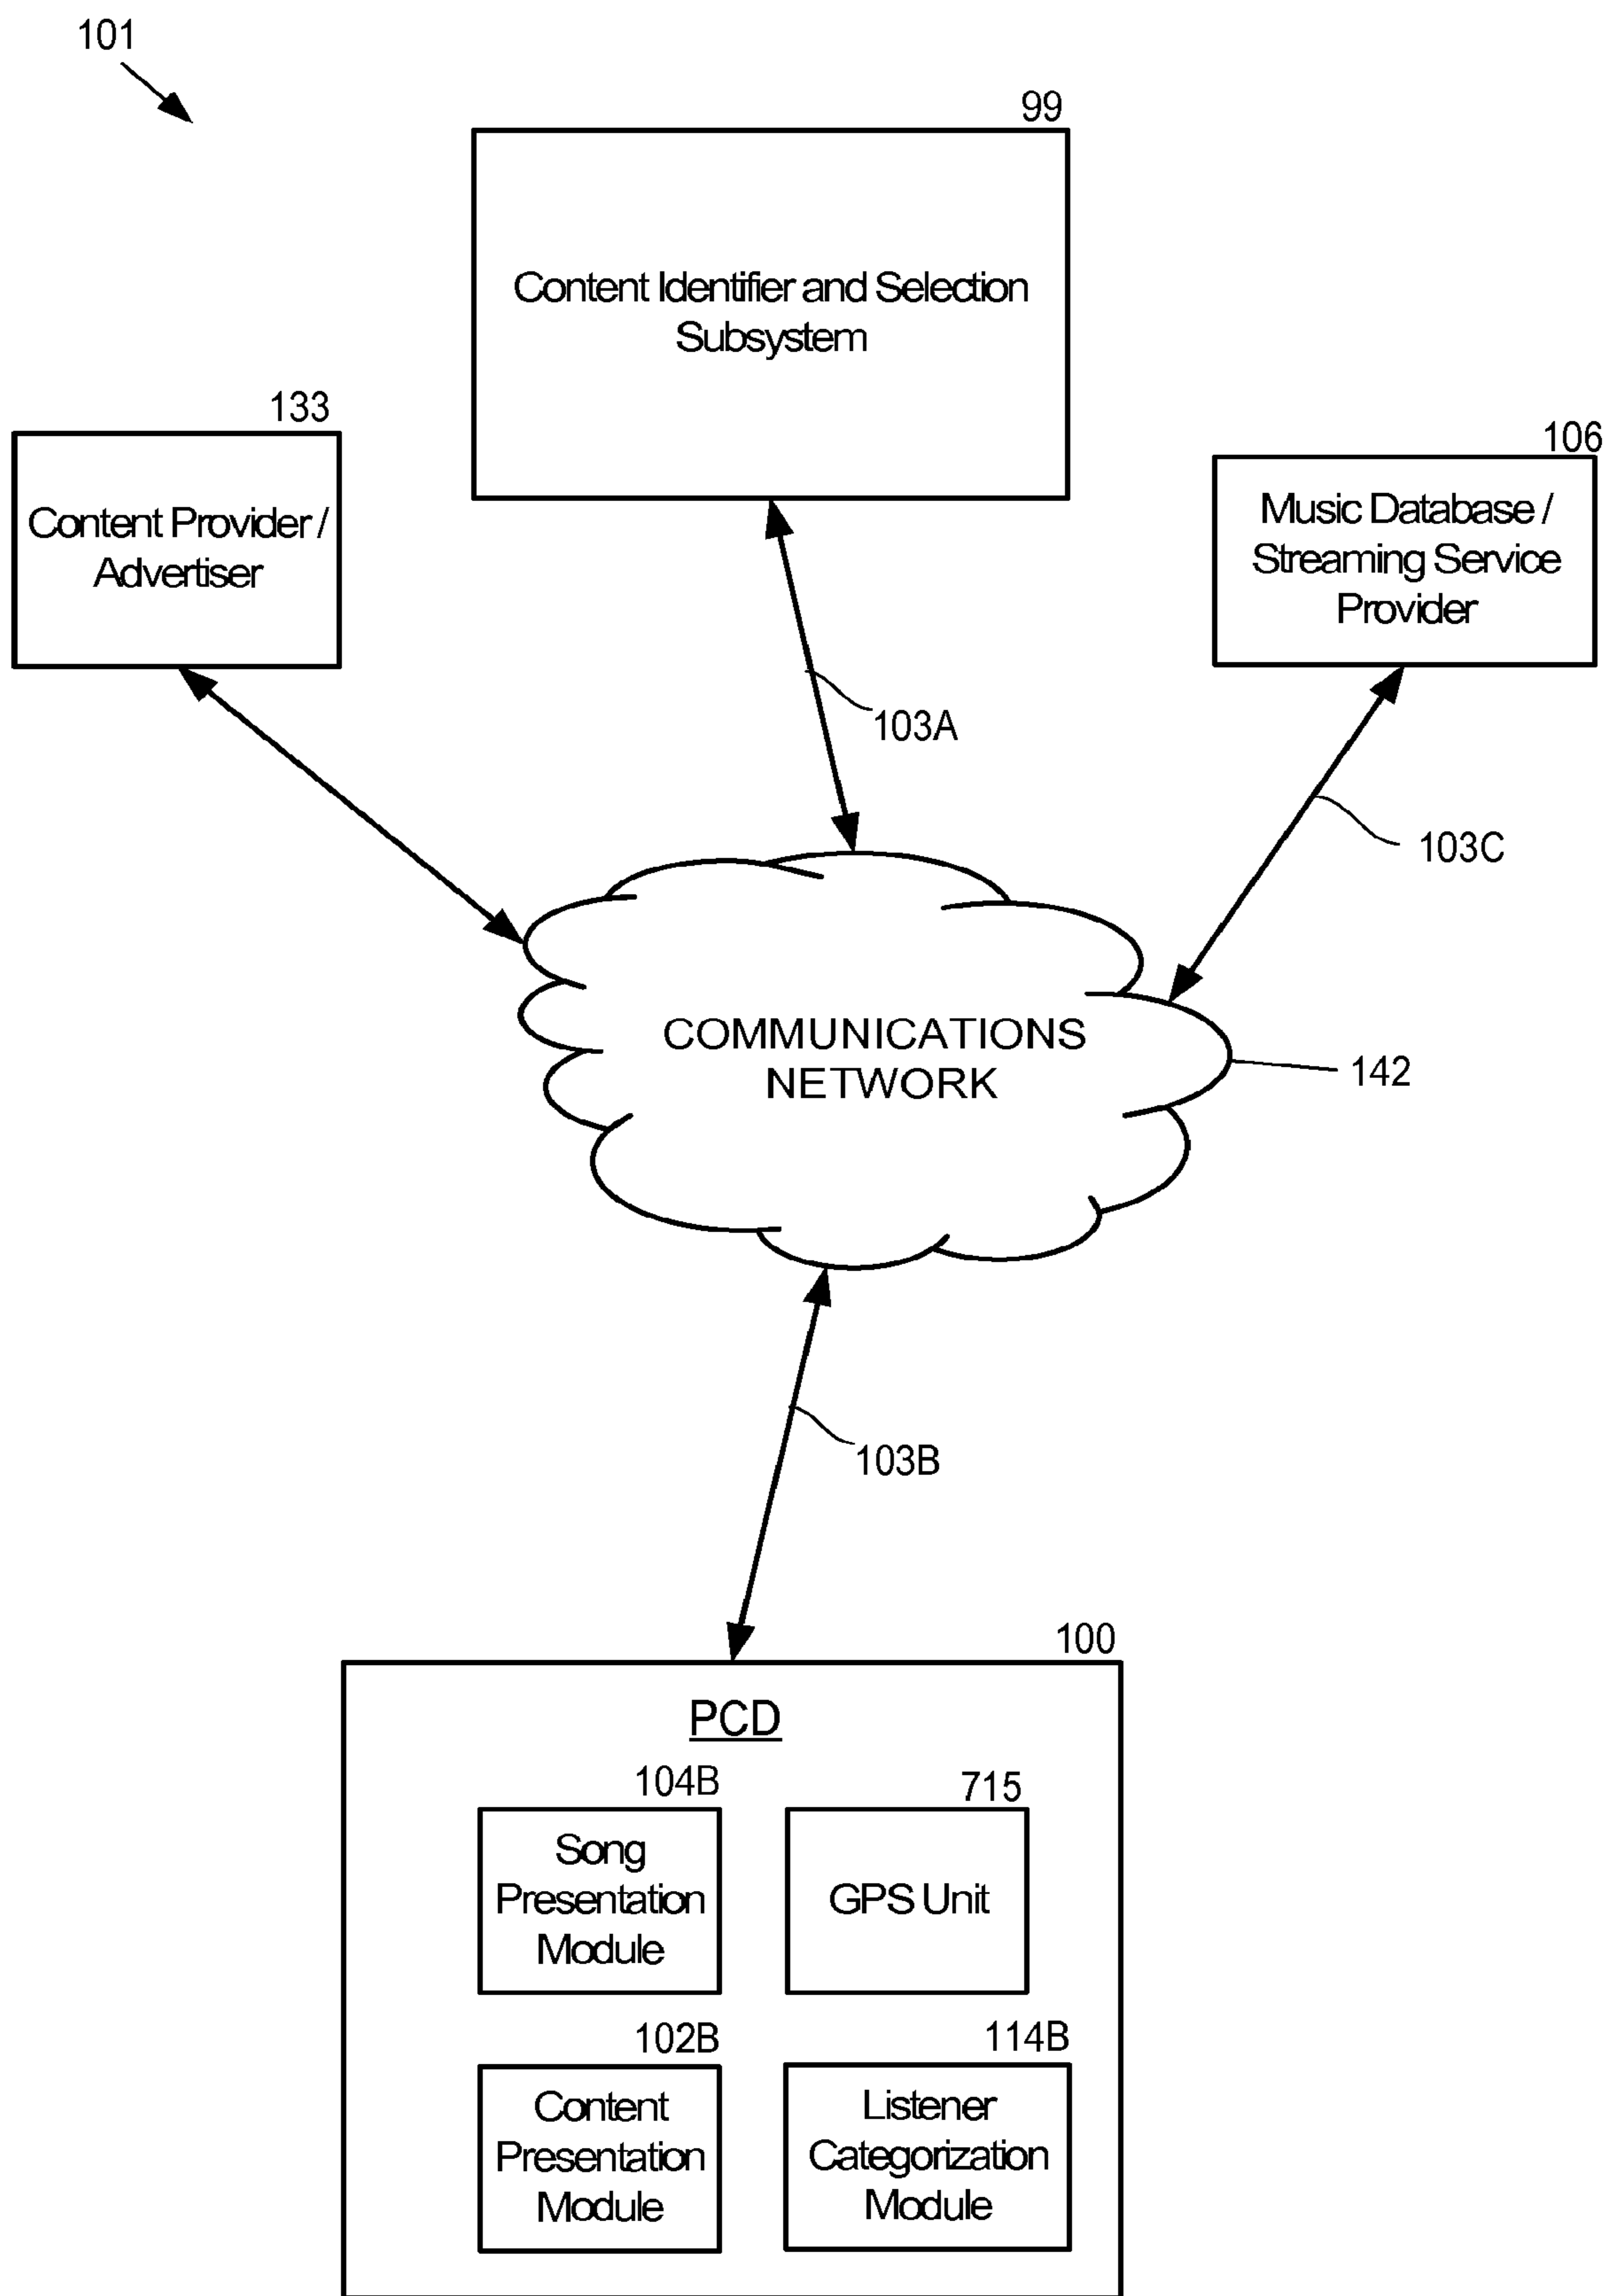 101
99
Content Identifier and Selection
Subsystem
133
Content Provider /
Advertiser
106
Music Database /
Streaming Service
Provider
103A
103C
COMMUNICATIONS
NETWORK
142
103B
100
PCD
104B
Song
Presentation
Module
715
GPS Unit
102B
Content
Presentation
Module
114B
Listener
Categorization
Module